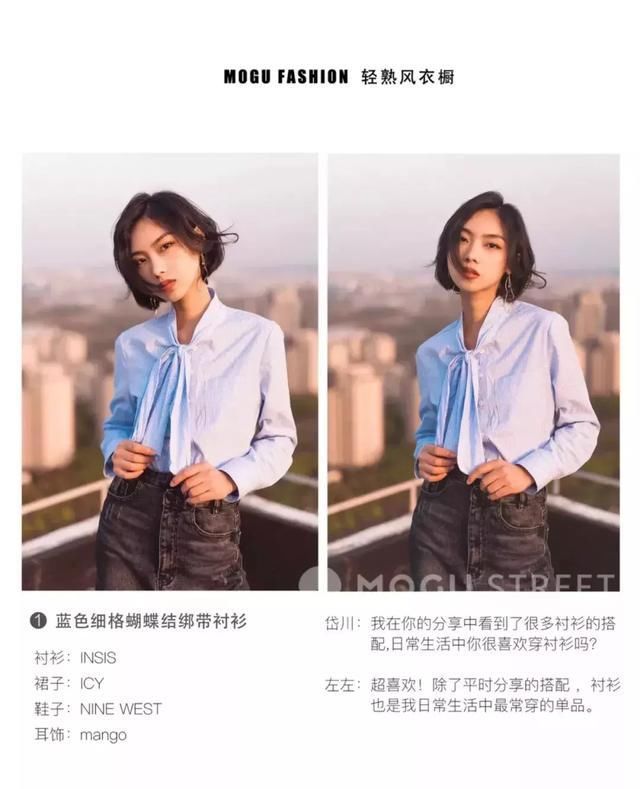 MOGU FASHION 轻熟风衣橱
MOGU STREET
1 蓝色细格蝴蝶结绑带衬衫
衬衫：INSIS
裙子：ICY
鞋子：NINE WEST
耳饰：mango
岱川：我在你的分享中看到了很多衬衫的搭
配,日常生活中你很喜欢穿衬衫吗?
左左：超喜欢！除了平时分享的搭配 ，衬衫
也是我日常生活中最常穿的单品。